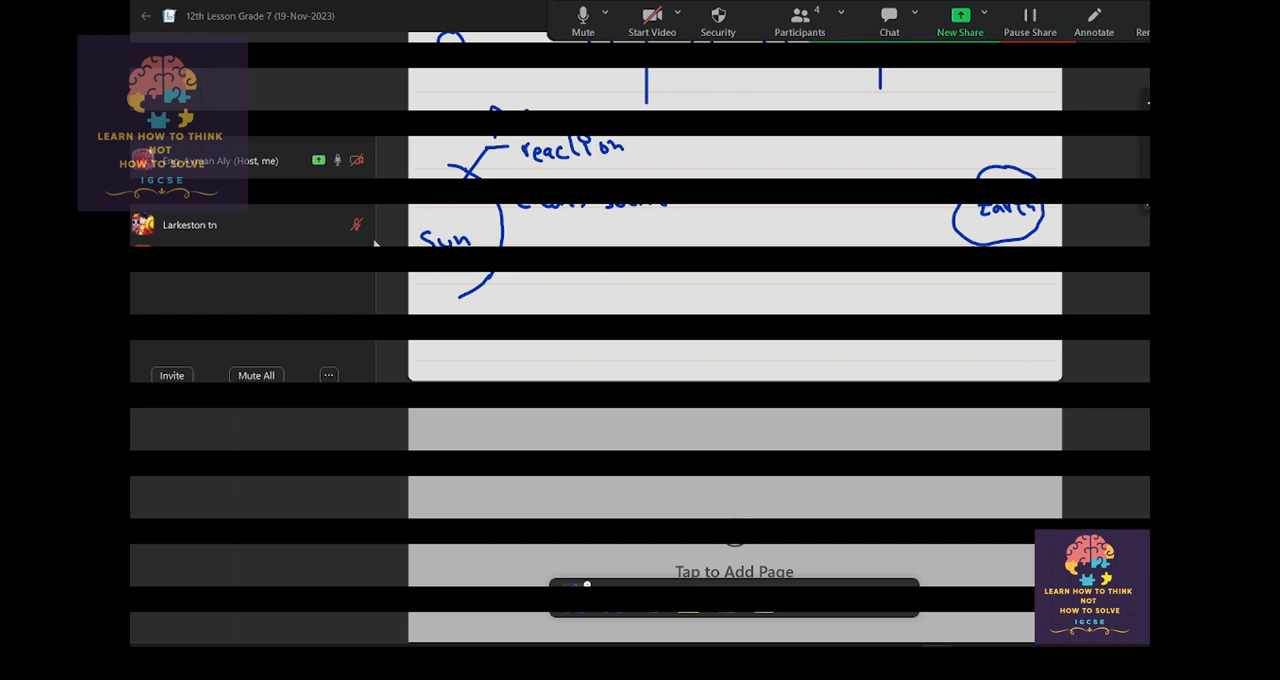 12th Lesson Grade 7 (19-Nov-2023)
Mute
Start Video
Security
4
Participants
Chat
New Share
Pause Share
Annotate
LEARN HOW TO THINK
NOT
HOW TO SOLVE
IGCSE
Ayman Aly (Host, me)
Larkeston tn
Invite
Mute All
...
reaction
Sun
Earth
Tap to Add Page
LEARN HOW TO THINK
NOT
HOW TO SOLVE
IGCSE